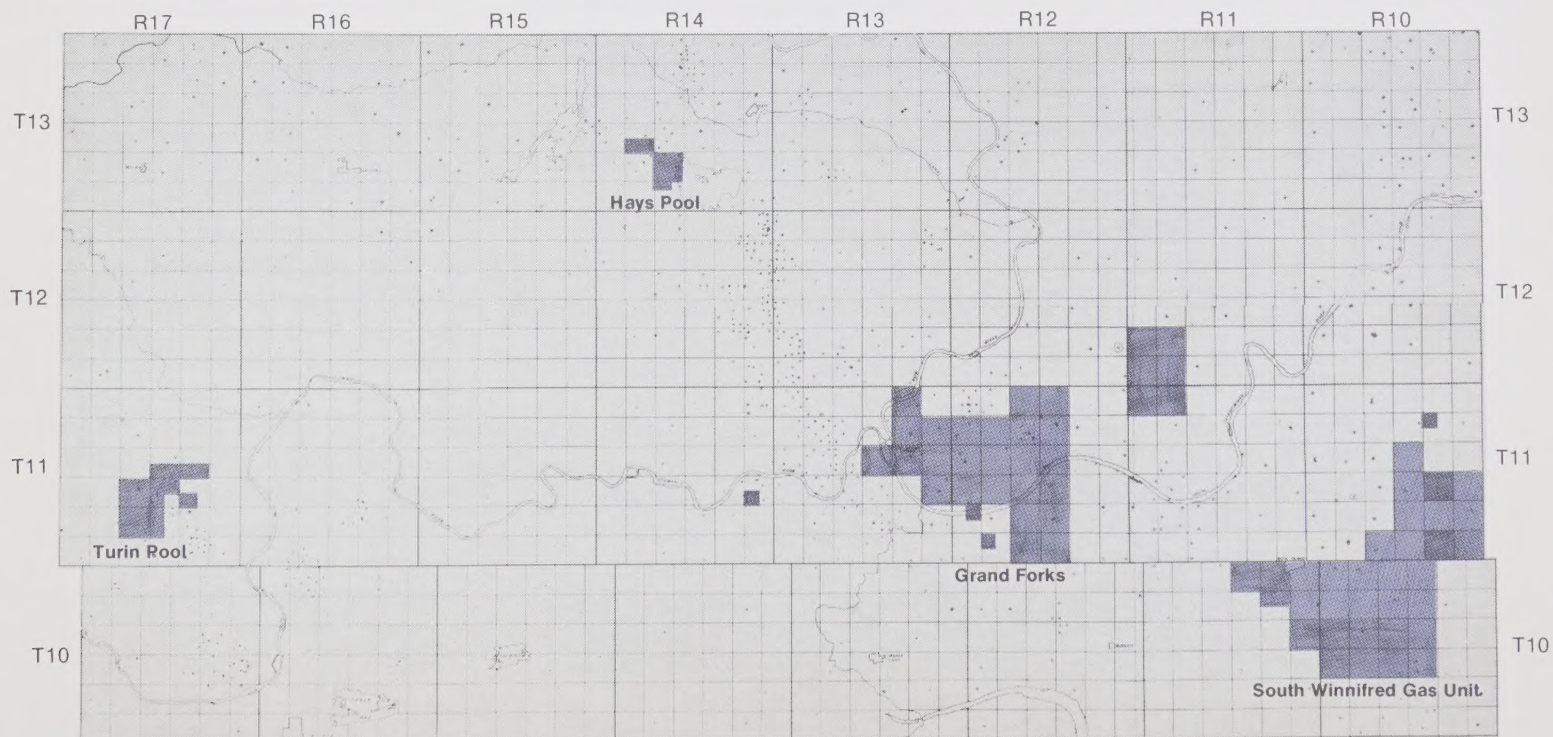 R17 R16 R15 R14 R13 R12 R11 R10
T13 T13
Hays Pool
T12 T12
T11 T11
Turin Pool
Grand Forks
T10 T10
South Winnifred Gas Unit